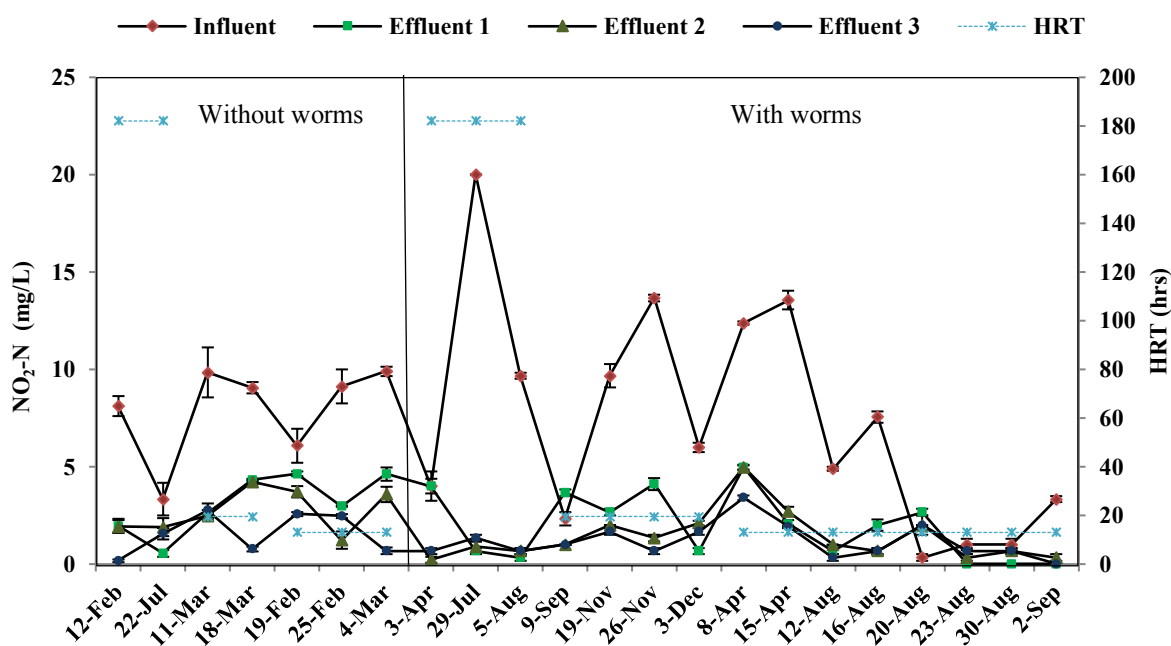 Influent Effluent 1 Effluent 2 Effluent 3 HRT
25 200
Without worms With worms
180
20 160
140
15 120
100
10 80
60
5 40
20
0 0
NO₂-N (mg/L)
HRT (hrs)
12-Feb 22-Jul 11-Mar 18-Mar 19-Feb 25-Feb 4-Mar 3-Apr 29-Jul 5-Aug 9-Sep 19-Nov 26-Nov 3-Dec 8-Apr 15-Apr 12-Aug 16-Aug 20-Aug 23-Aug 30-Aug 2-Sep